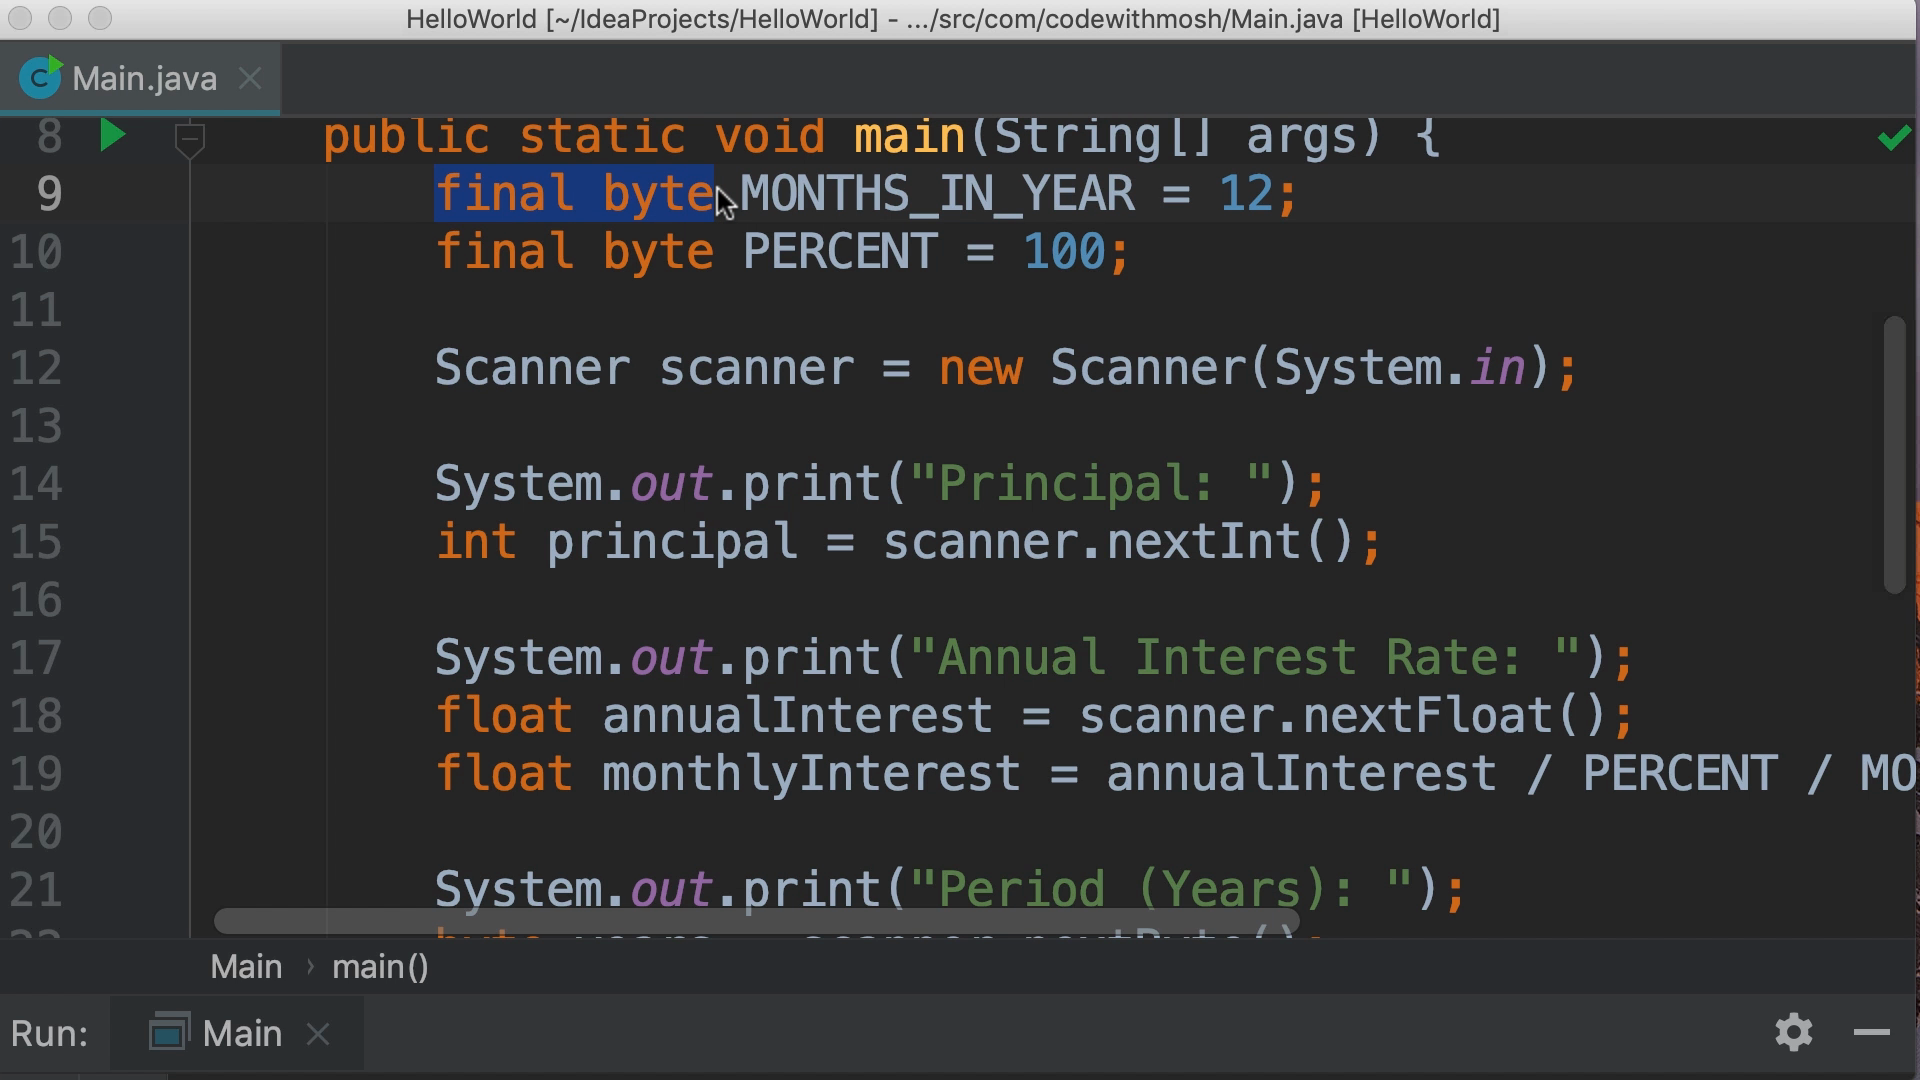 HelloWorld [~/IdeaProjects/HelloWorld] - .../src/com/codewithmosh/Main.java [HelloWorld]
C Main.java
8 public static void main(String[] args) {
9 final byte MONTHS_IN_YEAR = 12;
10 final byte PERCENT = 100;
11
12 Scanner scanner = new Scanner(System.in);
13
14 System.out.print("Principal: ");
15 int principal = scanner.nextInt();
16
17 System.out.print("Annual Interest Rate: ");
18 float annualInterest = scanner.nextFloat();
19 float monthlyInterest = annualInterest / PERCENT / MO
20
21 System.out.print("Period (Years): ");
Main › main()
Run: Main